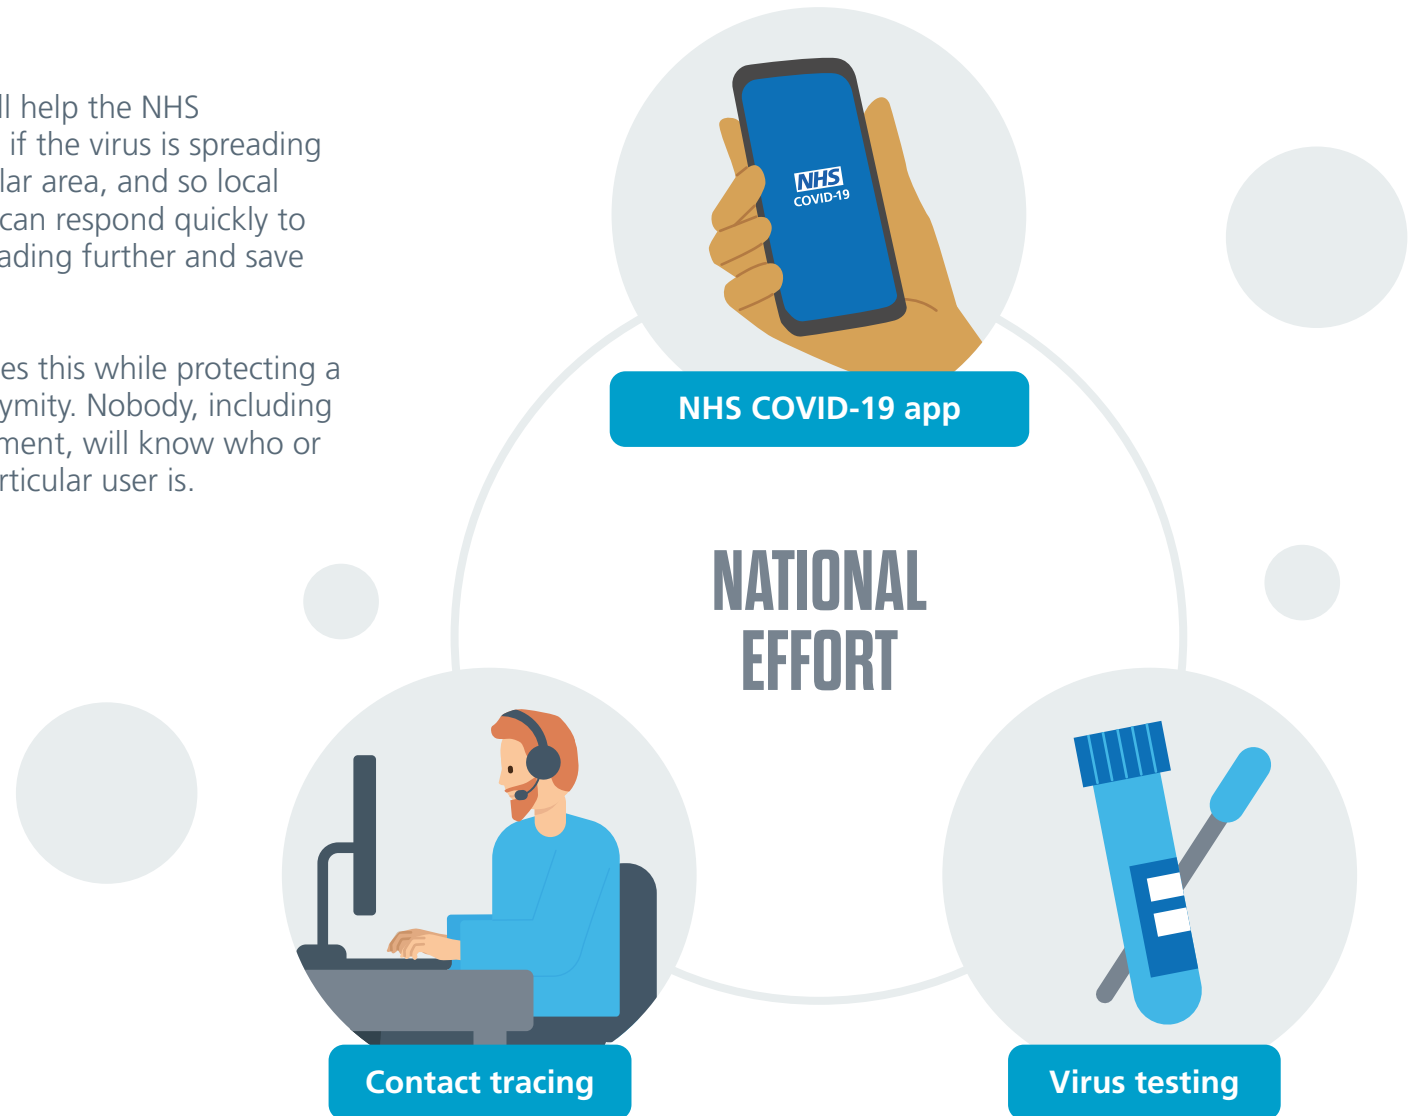 ll help the NHS
if the virus is spreading
lar area, and so local
can respond quickly to
ading further and save
es this while protecting a
ymity. Nobody, including
ment, will know who or
rticular user is.
NHS
COVID-19
NHS COVID-19 app
NATIONAL
EFFORT
Contact tracing
Virus testing